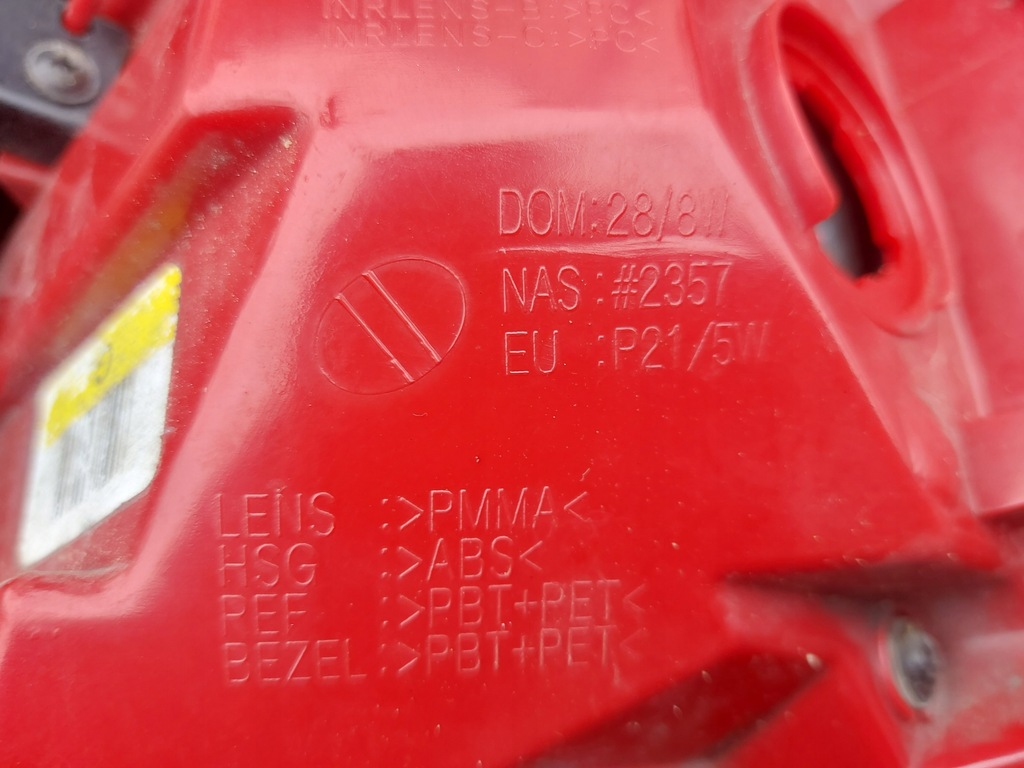 INRLENS-B:>PC<
INRLENS-C:>PC<
DOM:28/8W
NAS :#2357
EU :P21/5W
LENS :>PMMA<
HSG :>ABS<
REF :>PBT+PET<
BEZEL:>PBT+PET<